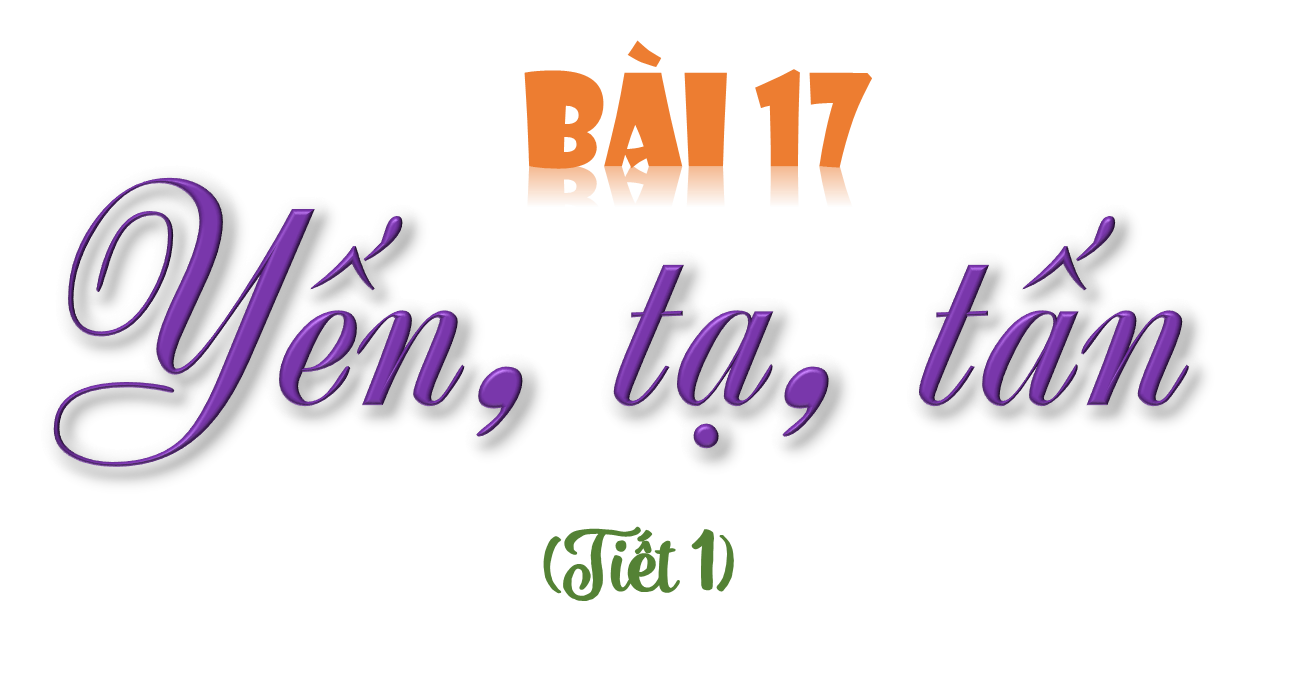 BÀI 17
Yến, tạ, tấn
(Tiết 1)